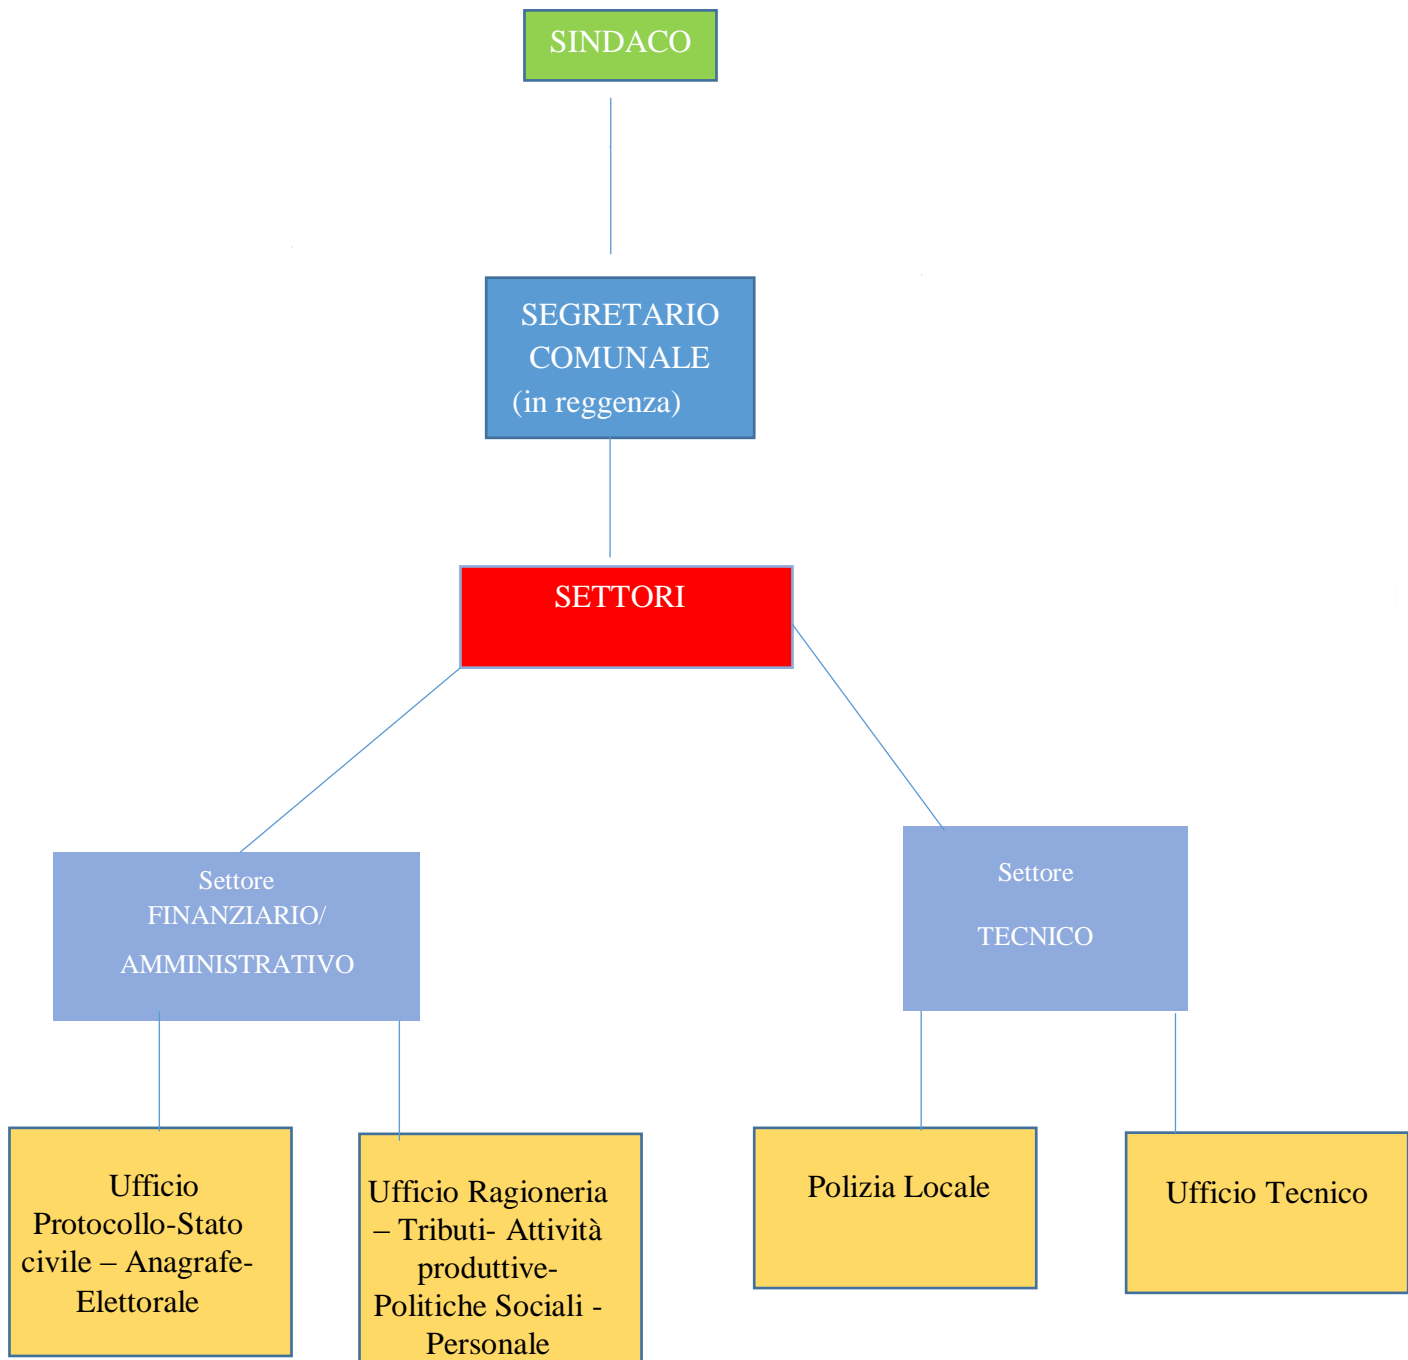 SINDACO
SEGRETARIO
COMUNALE
(in reggenza)
SETTORI
Settore
FINANZIARIO/
AMMINISTRATIVO
Settore
TECNICO
Ufficio
Protocollo-Stato
civile – Anagrafe-
Elettorale
Ufficio Ragioneria
– Tributi- Attività
produttive-
Politiche Sociali -
Personale
Polizia Locale
Ufficio Tecnico